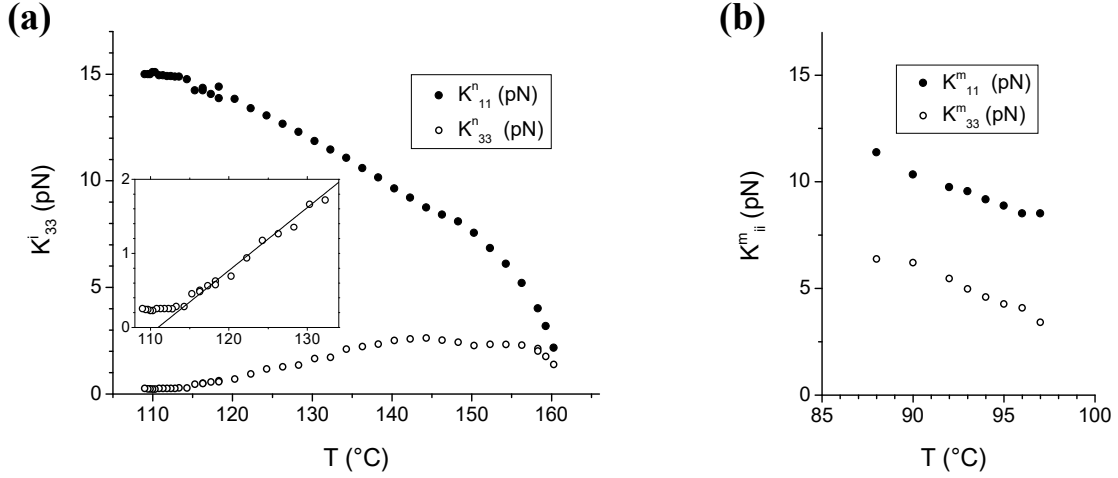 (a)
15
10
5
0
K^i_33 (pN)
K^n_11 (pN)
K^n_33 (pN)
2
1
0
110 120 130
110 120 130 140 150 160
T (°C)
(b)
15
10
5
0
K^m_ii (pN)
K^m_11 (pN)
K^m_33 (pN)
85 90 95 100
T (°C)